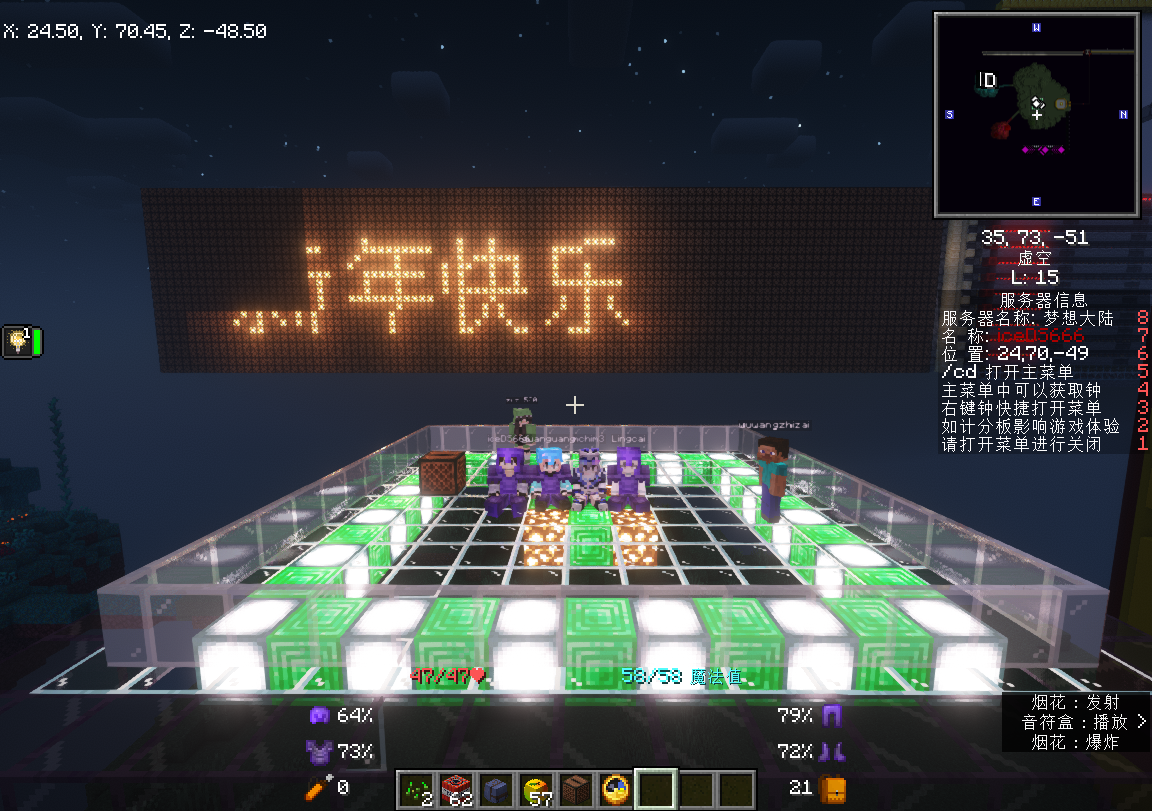 X: 24.50, Y: 70.45, Z: -48.50
W
D
S
N
E
35, 73, -51
虚空
L: 15
服务器信息
服务器名称: 梦想大陆 8
名 称: iceDS666 7
位 置: 24,70,-49 6
/cd 打开主菜单 5
主菜单中可以获取钟 4
右键钟快捷打开菜单 3
如计分板影响游戏体验 2
请打开菜单进行关闭 1
年快乐
1
Lingcai
wuwangzhizai
47/47
58/58 魔法值
64%
79%
73%
72%
0
21
烟花：发射
音符盒：播放 >
烟花：爆炸
2
62
57